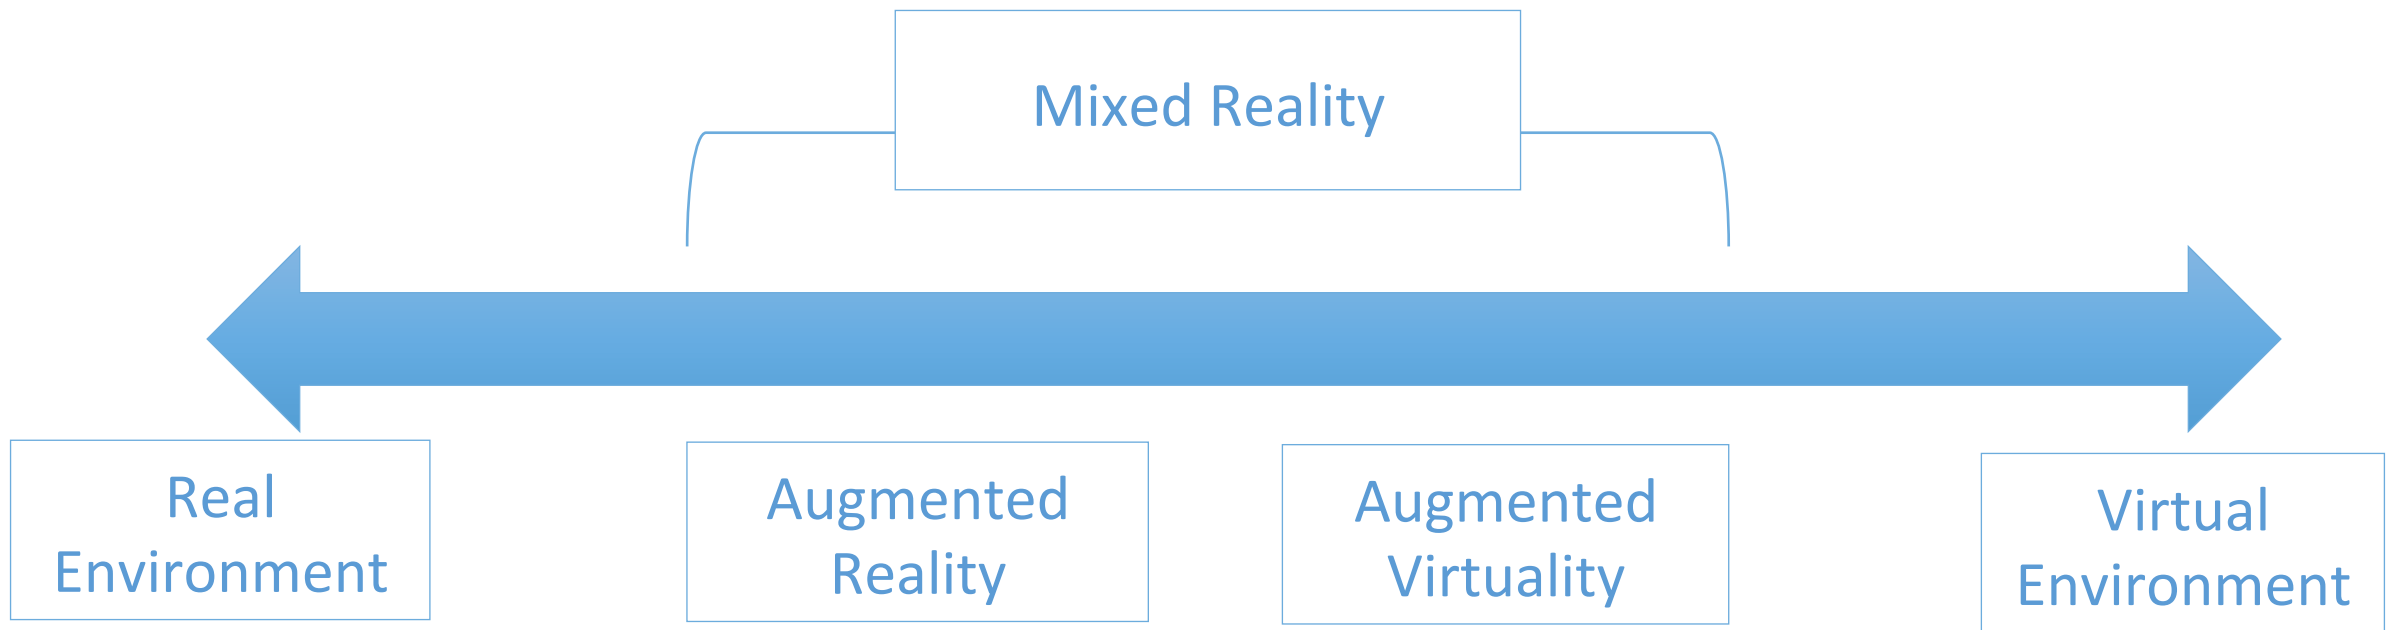 Mixed Reality
Real
Environment
Augmented
Reality
Augmented
Virtuality
Virtual
Environment